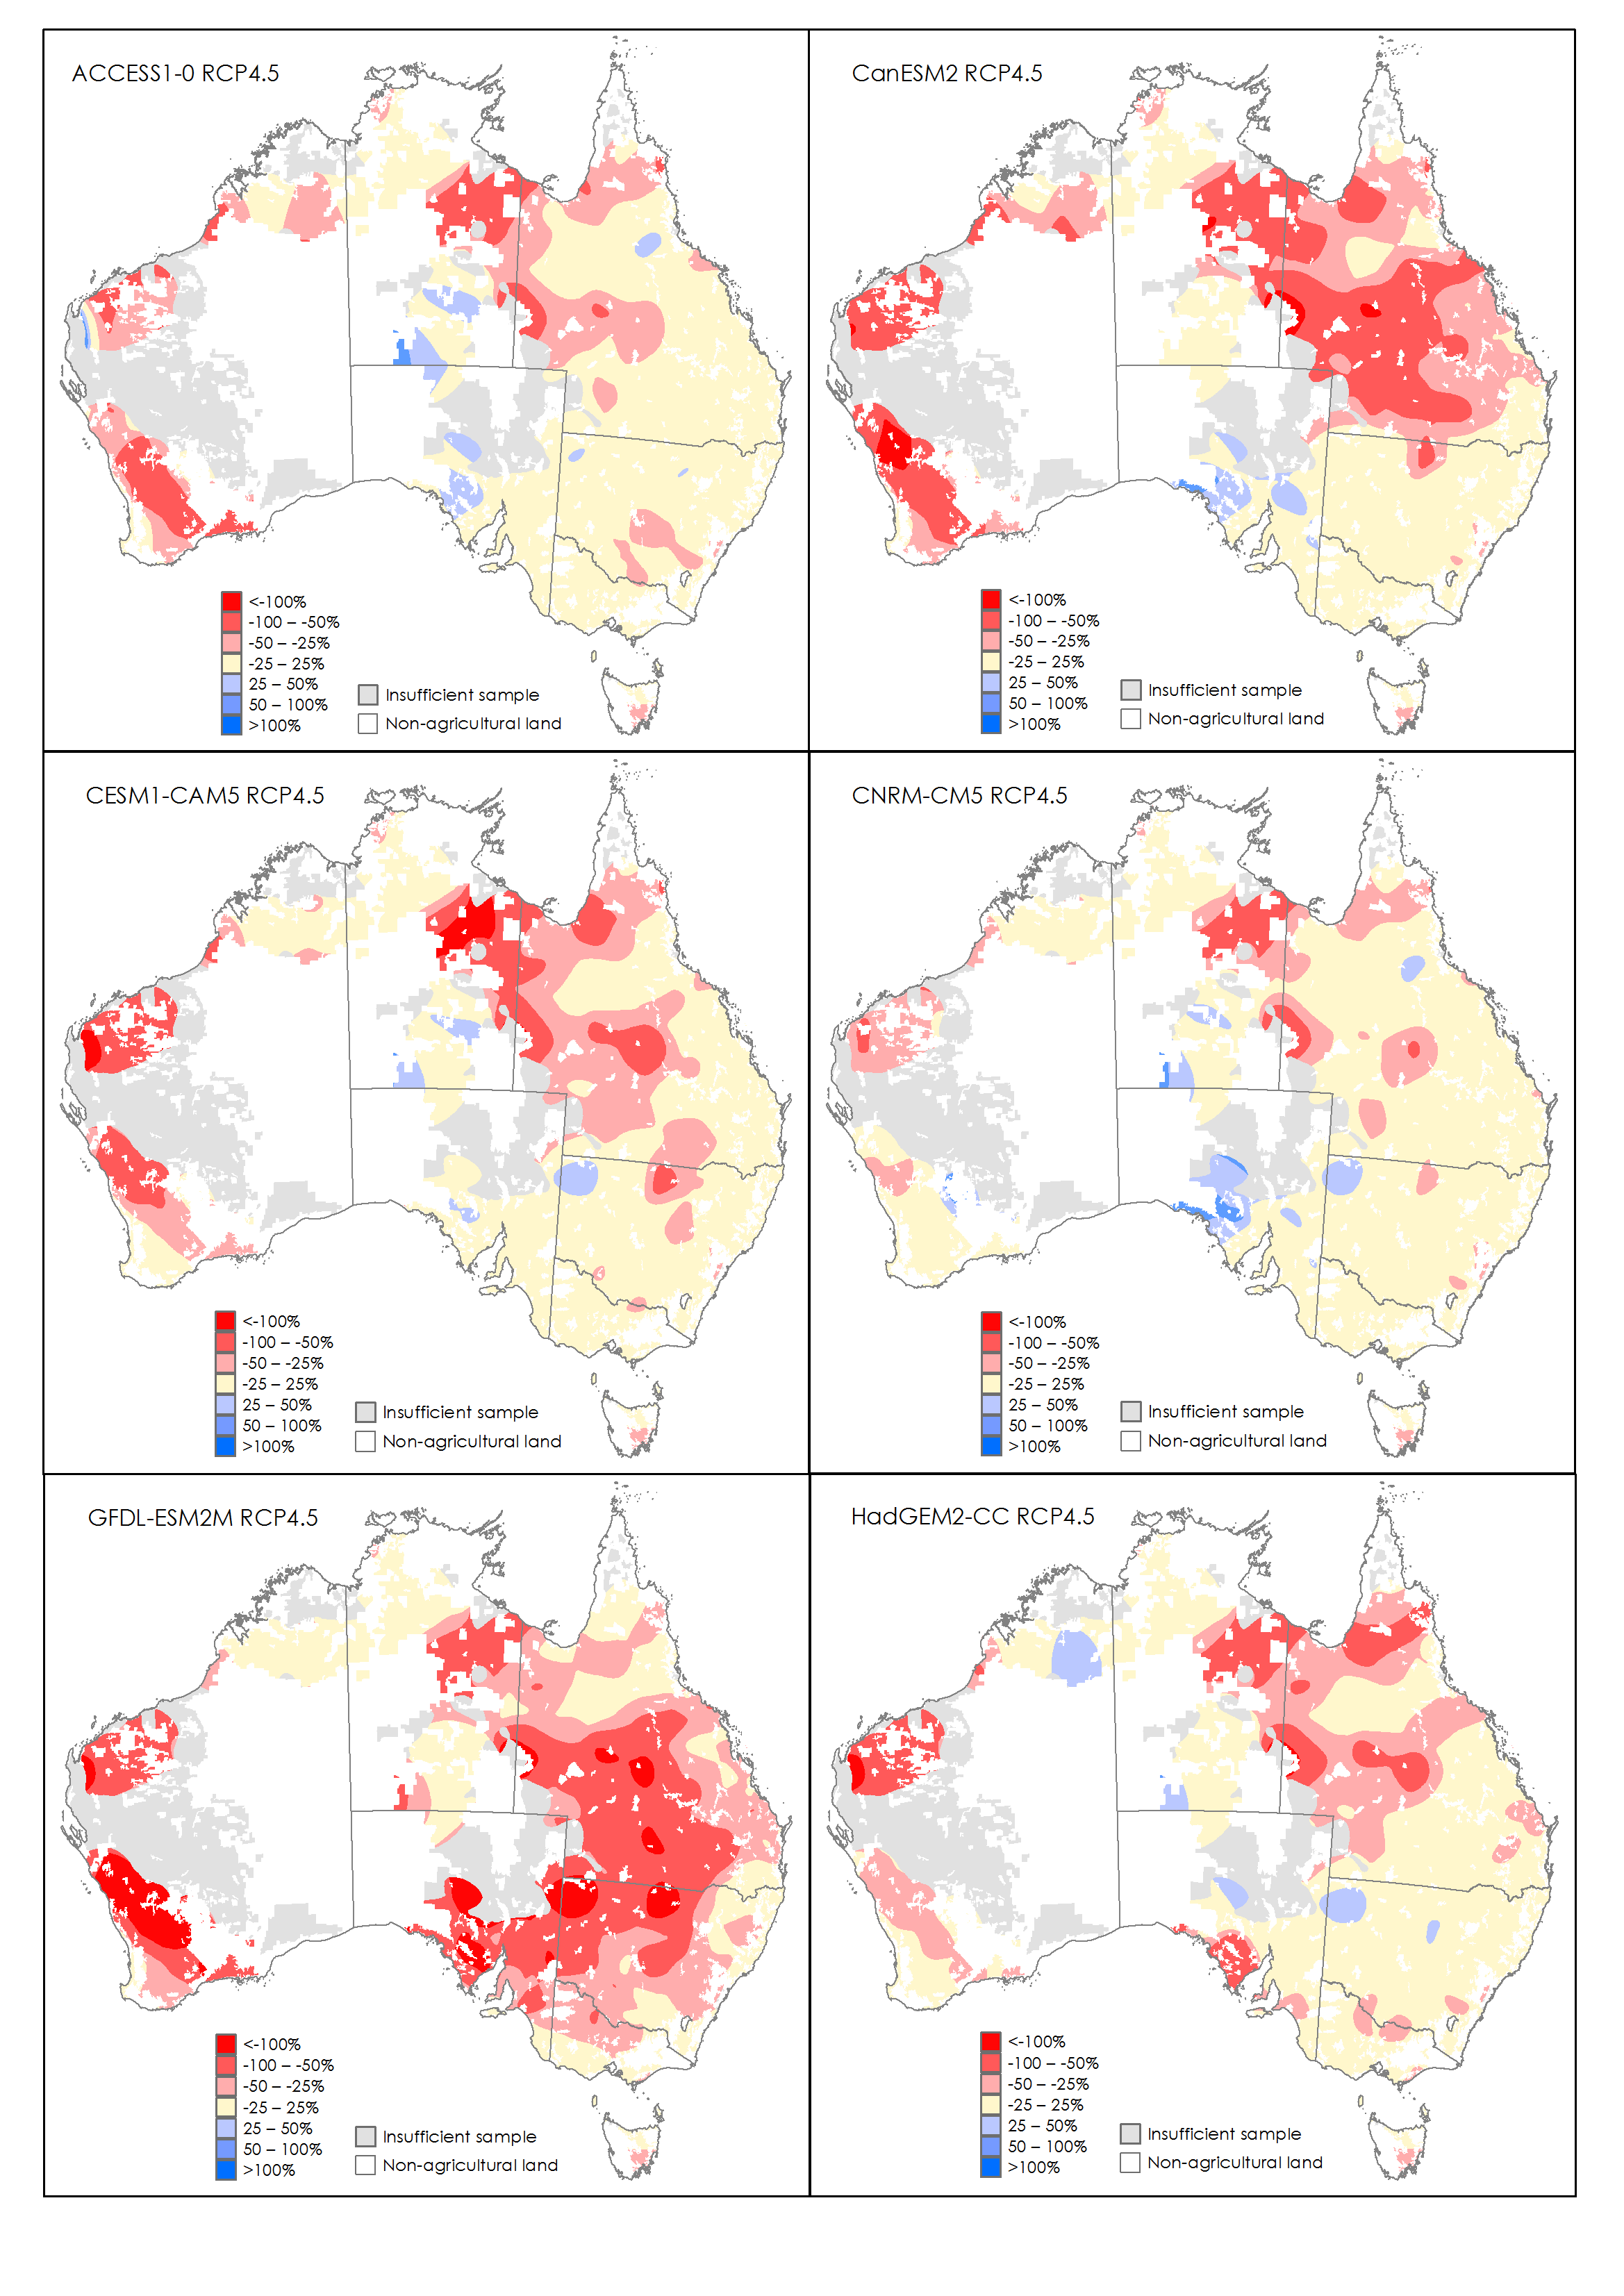 ACCESS1-0 RCP4.5
<-100%
-100 – -50%
-50 – -25%
-25 – 25%
25 – 50%
50 – 100%
>100%
Insufficient sample
Non-agricultural land
CanESM2 RCP4.5
<-100%
-100 – -50%
-50 – -25%
-25 – 25%
25 – 50%
50 – 100%
>100%
Insufficient sample
Non-agricultural land
CESM1-CAM5 RCP4.5
<-100%
-100 – -50%
-50 – -25%
-25 – 25%
25 – 50%
50 – 100%
>100%
Insufficient sample
Non-agricultural land
CNRM-CM5 RCP4.5
<-100%
-100 – -50%
-50 – -25%
-25 – 25%
25 – 50%
50 – 100%
>100%
Insufficient sample
Non-agricultural land
GFDL-ESM2M RCP4.5
<-100%
-100 – -50%
-50 – -25%
-25 – 25%
25 – 50%
50 – 100%
>100%
Insufficient sample
Non-agricultural land
HadGEM2-CC RCP4.5
<-100%
-100 – -50%
-50 – -25%
-25 – 25%
25 – 50%
50 – 100%
>100%
Insufficient sample
Non-agricultural land